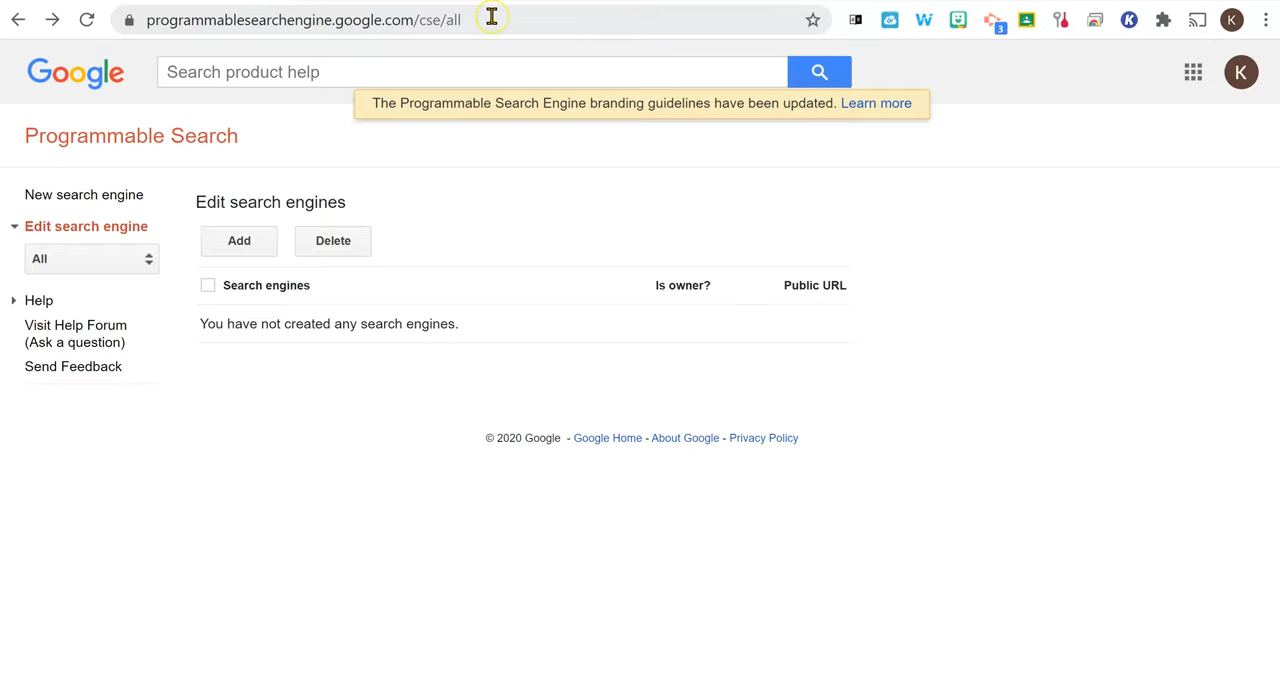 programmablesearchengine.google.com/cse/all
W
3
K
K
Google
Search product help
K
The Programmable Search Engine branding guidelines have been updated. Learn more
Programmable Search
New search engine
Edit search engine
All
Help
Visit Help Forum
(Ask a question)
Send Feedback
Edit search engines
Add
Delete
Search engines
Is owner?
Public URL
You have not created any search engines.
© 2020 Google - Google Home - About Google - Privacy Policy